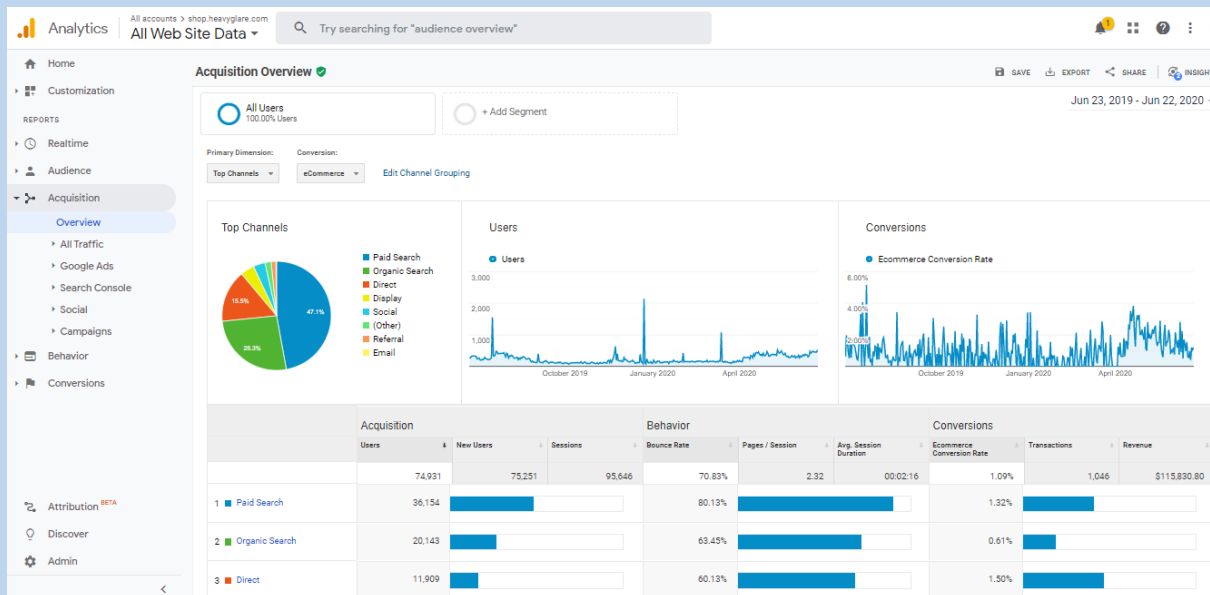 Analytics
All accounts > shop.heavyglare.com
All Web Site Data
Try searching for "audience overview"
1
Home
Customization
REPORTS
Realtime
Audience
Acquisition
Overview
All Traffic
Google Ads
Search Console
Social
Campaigns
Behavior
Conversions
Attribution BETA
Discover
Admin
Acquisition Overview
SAVE
EXPORT
SHARE
2
INSIGH
All Users
100.00% Users
+ Add Segment
Jun 23, 2019 - Jun 22, 2020
Primary Dimension:
Conversion:
Top Channels
eCommerce
Edit Channel Grouping
Top Channels
47.1%
26.3%
15.5%
Paid Search
Organic Search
Direct
Display
Social
(Other)
Referral
Email
Users
Users
3,000
2,000
1,000
October 2019
January 2020
April 2020
Conversions
Ecommerce Conversion Rate
6.00%
4.00%
2.00%
October 2019
January 2020
April 2020
Acquisition
Behavior
Conversions
Users
New Users
Sessions
Bounce Rate
Pages / Session
Avg. Session
Duration
Ecommerce
Conversion Rate
Transactions
Revenue
74,931
75,251
95,646
70.83%
2.32
00:02:16
1.09%
1,046
$115,830.80
1 Paid Search
36,154
80.13%
1.32%
2 Organic Search
20,143
63.45%
0.61%
3 Direct
11,909
60.13%
1.50%